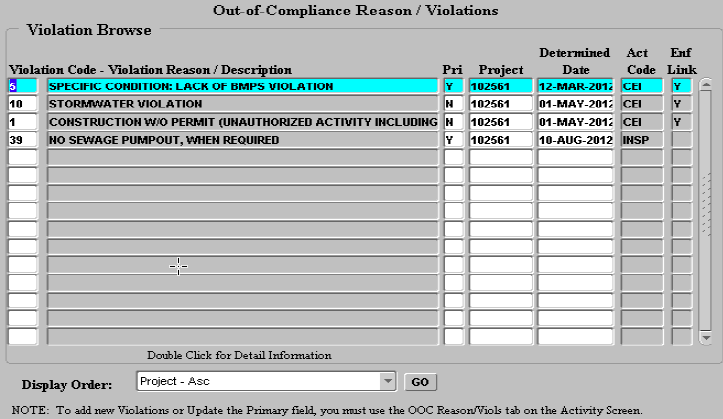 Out-of-Compliance Reason / Violations
Violation Browse
Violation Code - Violation Reason / Description Pri Project Determined Date Act Code Enf Link
5 SPECIFIC CONDITION: LACK OF BMPS VIOLATION Y 102561 12-MAR-2012 CEI Y
10 STORMWATER VIOLATION N 102561 01-MAY-2012 CEI Y
1 CONSTRUCTION W/O PERMIT (UNAUTHORIZED ACTIVITY INCLUDING N 102561 01-MAY-2012 CEI Y
39 NO SEWAGE PUMPOUT, WHEN REQUIRED Y 102561 10-AUG-2012 INSP
Double Click for Detail Information
Display Order: Project - Asc GO
NOTE: To add new Violations or Update the Primary field, you must use the OOC Reason/Viols tab on the Activity Screen.